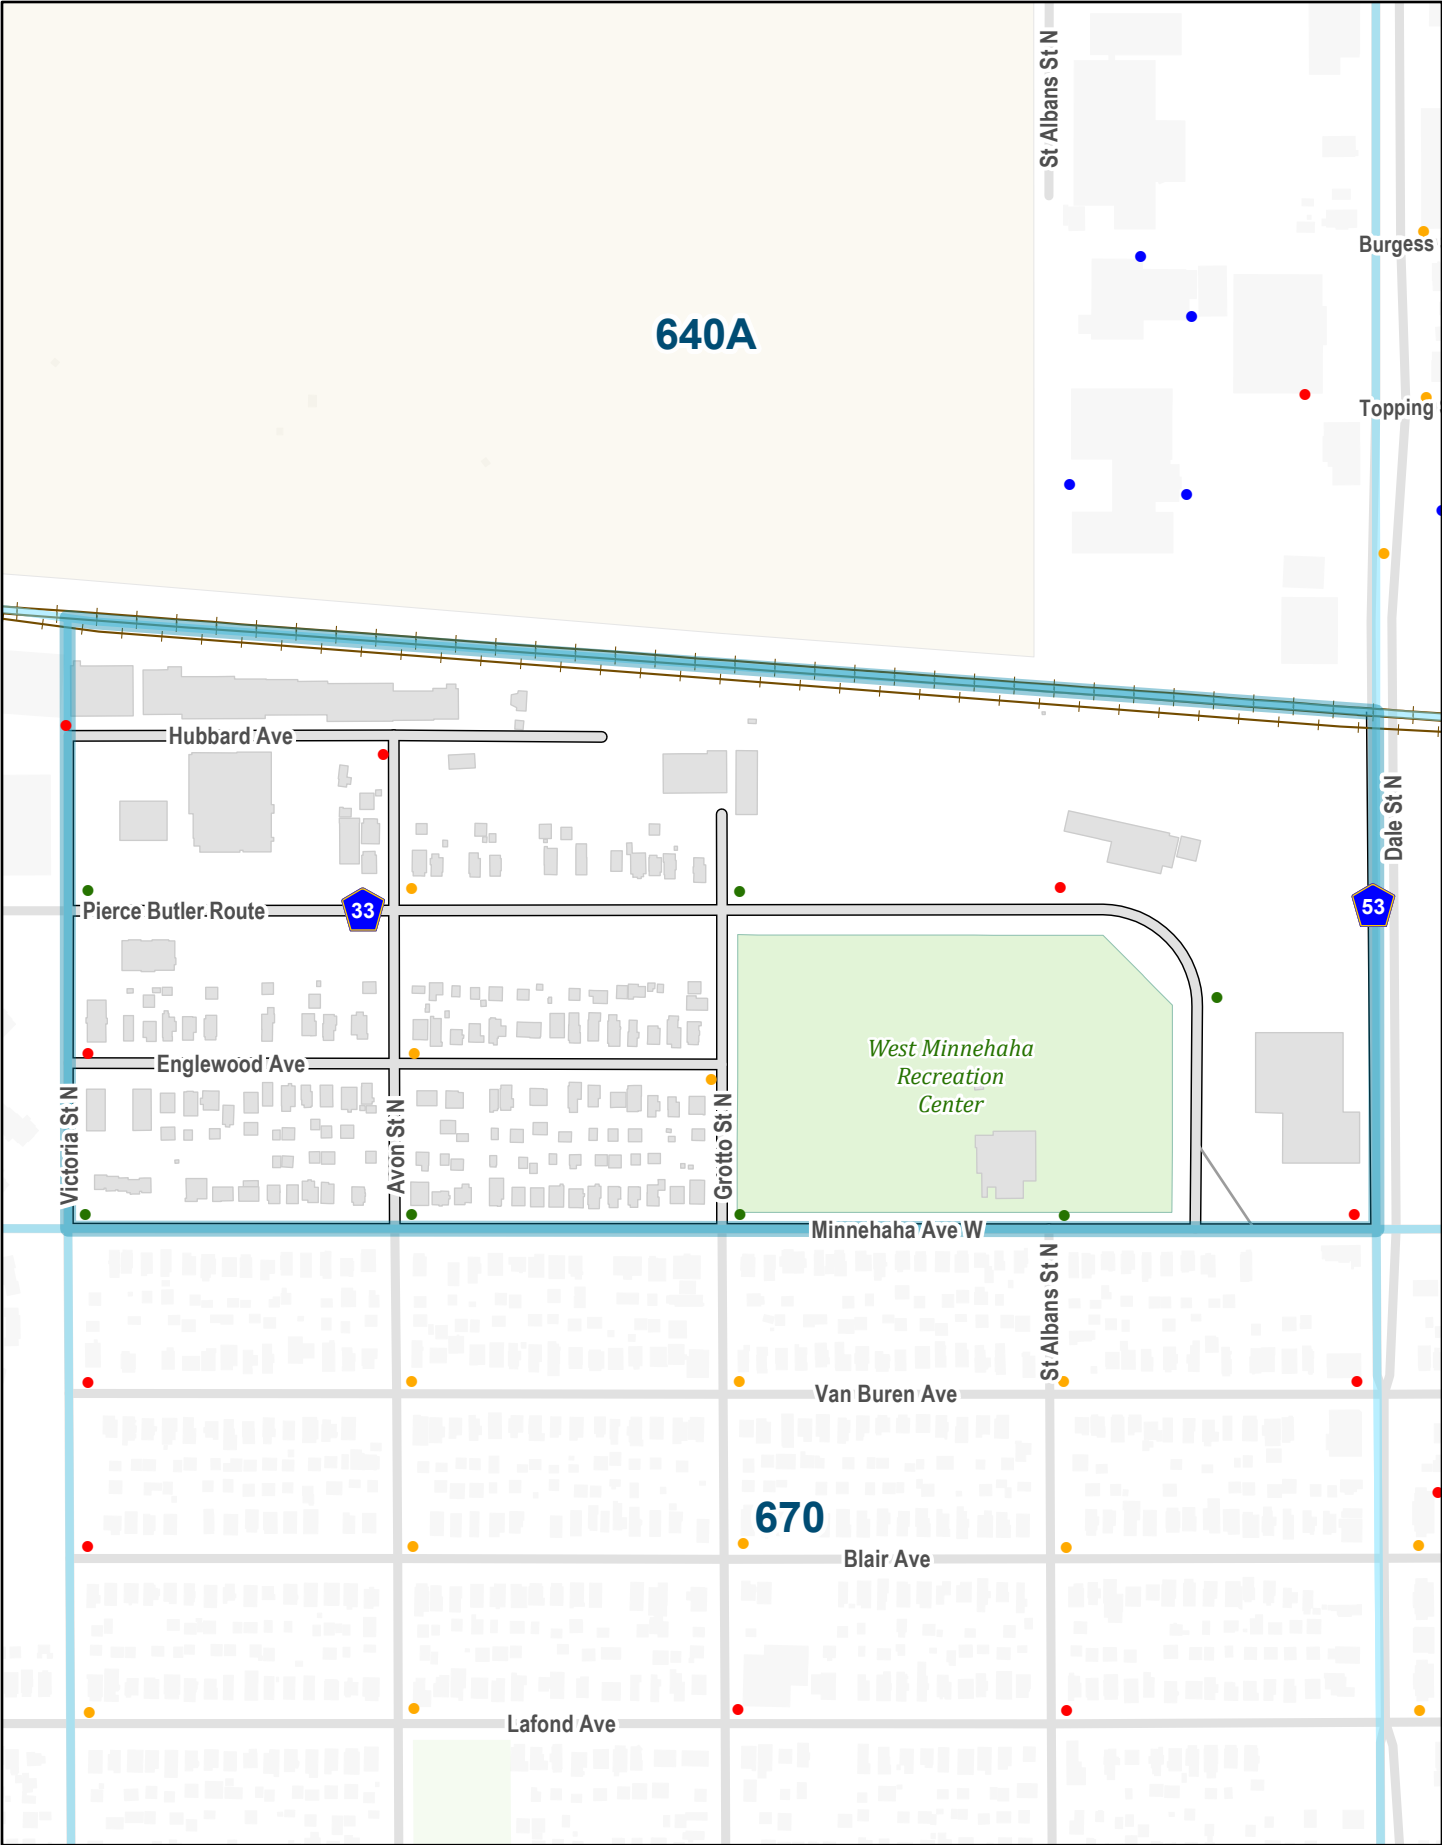 St Albans St N
Burgess
640A
Topping
Hubbard Ave
Dale St N
Pierce Butler Route
33
53
West Minnehaha
Recreation
Center
Englewood Ave
Victoria St N
Avon St N
Grotto St N
Minnehaha Ave W
St Albans St N
Van Buren Ave
670
Blair Ave
Lafond Ave